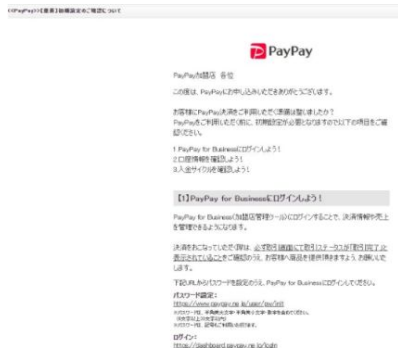 <<PayPay>>【重要】初期設定のご確認について
PayPay
PayPay加盟店 各位
この度は、PayPayにお申し込みいただきありがとうございます。
お客様にPayPay決済をご利用いただく準備は整いましたか？
PayPayをご利用いただく前に、初期設定が必要となりますので以下の項目をご確
認ください。
1.PayPay for Businessにログインしよう！
2.口座情報を確認しよう！
3.入金サイクルを確認しよう！
【1】PayPay for Businessにログインしよう！
PayPay for Business（加盟店管理ツール）にログインすることで、決済情報や売上
を管理できるようになります。
決済をおこなっていただく際は、必ず取引画面にて取引ステータスが「取引完了」と
表示されていることをご確認のうえ、お客様へ商品を提供頂きますよう、お願いいた
します。
下記URLからパスワードを設定のうえ、PayPay for Businessにログインしてください。
パスワード設定：
https://www.paypay.ne.jp/user/pay/init
ログイン：
https://dashboard.paypay.ne.jp/login